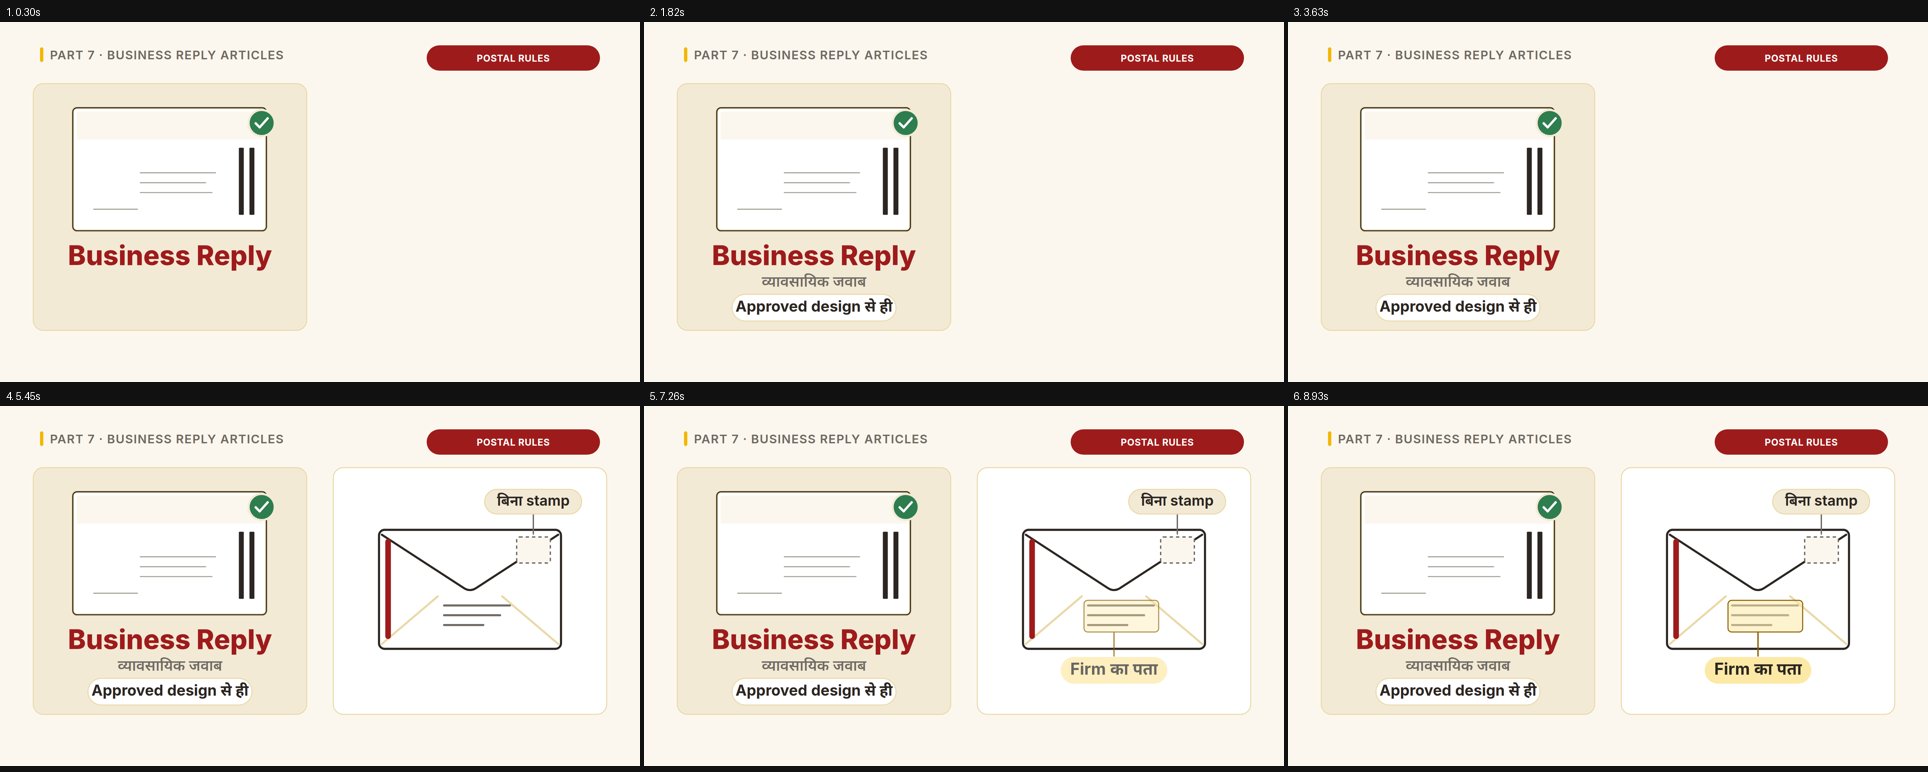 1. 0.30s
PART 7 · BUSINESS REPLY ARTICLES
POSTAL RULES
Business Reply
2. 1.82s
PART 7 · BUSINESS REPLY ARTICLES
POSTAL RULES
Business Reply
व्यावसायिक जवाब
Approved design से ही
3. 3.63s
PART 7 · BUSINESS REPLY ARTICLES
POSTAL RULES
Business Reply
व्यावसायिक जवाब
Approved design से ही
4. 5.45s
PART 7 · BUSINESS REPLY ARTICLES
POSTAL RULES
Business Reply
व्यावसायिक जवाब
Approved design से ही
बिना stamp
5. 7.26s
PART 7 · BUSINESS REPLY ARTICLES
POSTAL RULES
Business Reply
व्यावसायिक जवाब
Approved design से ही
बिना stamp
Firm का पता
6. 8.93s
PART 7 · BUSINESS REPLY ARTICLES
POSTAL RULES
Business Reply
व्यावसायिक जवाब
Approved design से ही
बिना stamp
Firm का पता